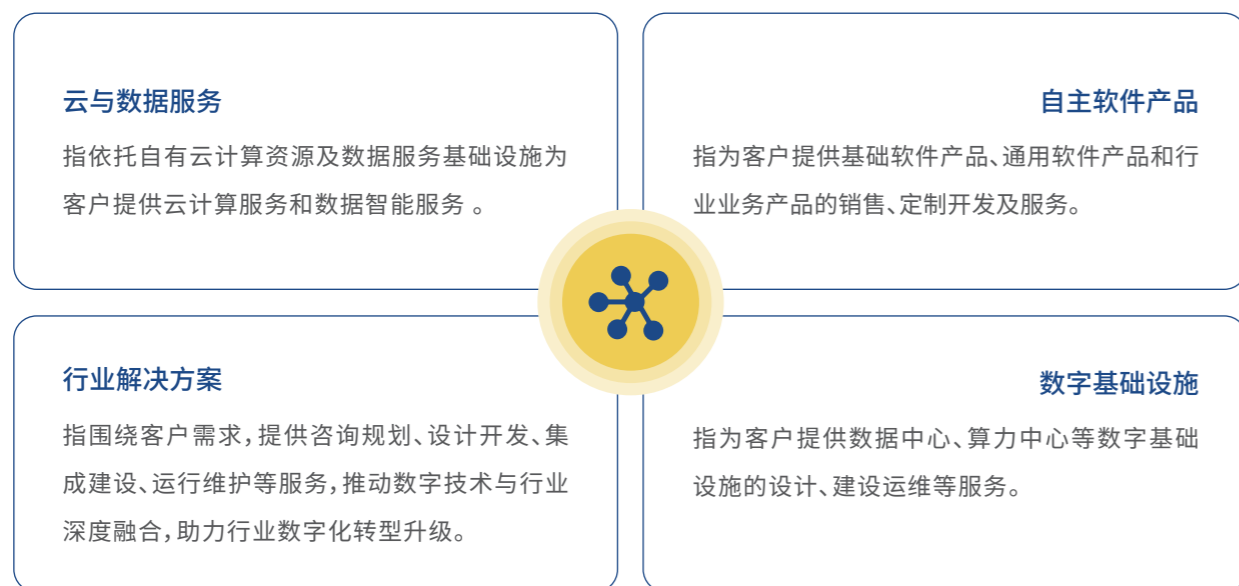 云与数据服务
指依托自有云计算资源及数据服务基础设施为
客户提供云计算服务和数据智能服务 。
自主软件产品
指为客户提供基础软件产品、通用软件产品和行
业业务产品的销售、定制开发及服务。
行业解决方案
指围绕客户需求,提供咨询规划、设计开发、集
成建设、运行维护等服务,推动数字技术与行业
深度融合,助力行业数字化转型升级。
数字基础设施
指为客户提供数据中心、算力中心等数字基础
设施的设计、建设运维等服务。